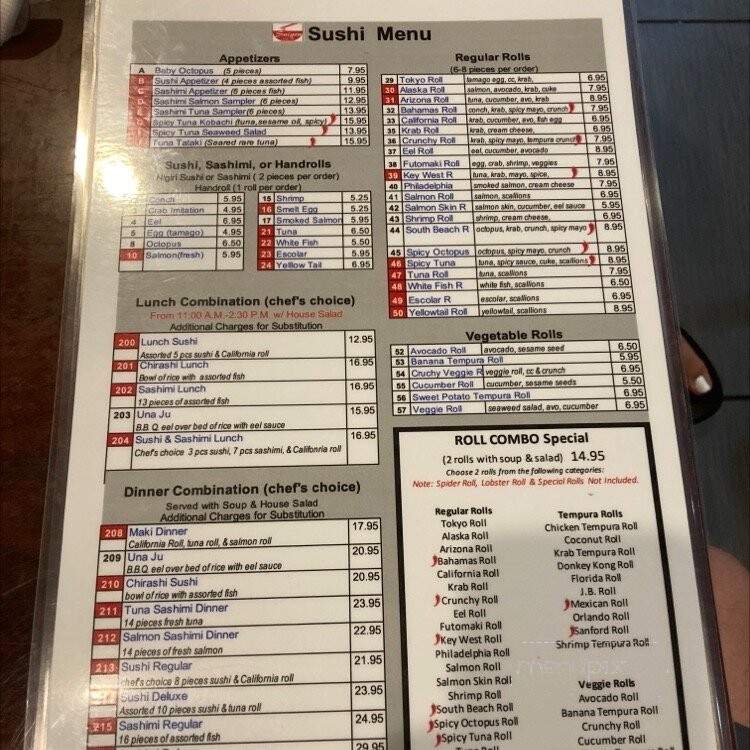 Sushi Menu
Appetizers
A Baby Octopus (5 pieces) 7.95
B Sushi Appetizer (4 pieces assorted fish) 9.95
C Sashimi Appetizer (6 pieces fish) 11.95
Sashimi Salmon Sampler (6 pieces) 12.95
Sashimi Tuna Sampler(6 pieces) 13.95
Spicy Tuna Kobachi (tuna,sesame oil, spicy) 15.95
Spicy Tuna Seaweed Salad 13.95
Tuna Tataki (Seared rare tuna) 15.95
Sushi, Sashimi, or Handrolls
Nigiri Sushi or Sashimi ( 2 pieces per order)
Handroll (1 roll per order)
Conch 5.95
Crab Imitation 4.95
4 Eel 6.95
5 Egg (tamago) 4.95
8 Octopus 6.50
10 Salmon(fresh) 5.95
15 Shrimp 5.25
16 Smelt Egg 5.25
17 Smoked Salmon 5.95
21 Tuna 6.50
22 White Fish 5.50
23 Escolar 5.95
24 Yelllow Tail 6.95
Lunch Combination (chef's choice)
From 11:00 A.M.-2:30 P.M. w/ House Salad
Additional Charges for Substitution
200 Lunch Sushi 12.95
Assorted 5 pcs sushi & California roll
201 Chirashi Lunch 16.95
Bowl of rice with assorted fish
202 Sashimi Lunch 16.95
13 pieces of assorted fish
203 Una Ju 15.95
B.B.Q. eel over bed of rice with eel sauce
204 Sushi & Sashimi Lunch 16.95
Chef's choice 3 pcs sushi, 7 pcs sashimi, & Califonria roll
Dinner Combination (chef's choice)
Served with Soup & House Salad
Additional Charges for Substitution
208 Maki Dinner 17.95
California Roll, tuna roll, & salmon roll
209 Una Ju 20.95
B.B.Q. eel over bed of rice with eel sauce
210 Chirashi Sushi 20.95
bowl of rice with assorted fish
211 Tuna Sashimi Dinner 23.95
14 pieces fresh tuna
212 Salmon Sashimi Dinner 22.95
14 pieces of fresh salmon
213 Sushi Regular 21.95
chef's choice 8 pieces sushi & California roll
Sushi Deluxe 23.95
Assorted 10 pieces sushi & tuna roll
215 Sashimi Regular 24.95
16 pieces of assorted fish
29.95
Regular Rolls
(6-8 pieces per order)
29 Tokyo Roll tamago egg, cc, krab, 6.95
30 Alaska Roll salmon, avocado, krab, cuke 7.95
31 Arizona Roll tuna, cucumber, avo, krab 8.95
32 Bahamas Roll conch, krab, spicy mayo, crunch 7.95
33 California Roll krab, cucumber, avo, fish egg 6.95
35 Krab Roll krab, cream cheese, 6.95
36 Crunchy Roll krab, spicy mayo, tempura crunch 7.95
37 Eel Roll eel, cucumber, avocado 8.95
38 Futomaki Roll egg, crab, shrimp, veggies 7.95
39 Key West R tuna, krab, mayo, spice, 8.95
40 Philadelphia smoked salmon, cream cheese 7.95
41 Salmon Roll salmon, scallions 6.95
42 Salmon Skin R salmon skin, cucumber, eel sauce 5.95
43 Shrimp Roll shrimp, cream cheese, 6.95
44 South Beach R octopus, krab, crunch, spicy mayo 8.95
45 Spicy Octopus octopus, spicy mayo, crunch 8.95
46 Spicy Tuna tuna, spicy sauce, cuke, scallions 8.95
47 Tuna Roll tuna, scallions 7.95
48 White Fish R white fish, scallions 6.50
49 Escolar R escolar, scallions 6.95
50 Yellowtail Roll yellowtail, scallions 8.95
Vegetable Rolls
52 Avocado Roll avocado, sesame seed 6.50
53 Banana Tempura Roll 5.95
54 Cruchy Veggie R veggie roll, cc & crunch 6.95
55 Cucumber Roll cucumber, sesame seeds 5.50
56 Sweet Potato Tempura Roll 6.95
57 Veggie Roll seaweed salad, avo, cucumber 6.95
ROLL COMBO Special
(2 rolls with soup & salad) 14.95
Choose 2 rolls from the following categories:
Note: Spider Roll, Lobster Roll & Special Rolls Not Included.
Regular Rolls
Tokyo Roll
Alaska Roll
Arizona Roll
Bahamas Roll
California Roll
Krab Roll
Crunchy Roll
Eel Roll
Futomaki Roll
Key West Roll
Philadelphia Roll
Salmon Roll
Salmon Skin Roll
Shrimp Roll
South Beach Roll
Spicy Octopus Roll
Spicy Tuna Roll
Tempura Rolls
Chicken Tempura Roll
Coconut Roll
Krab Tempura Roll
Donkey Kong Roll
Florida Roll
J.B. Roll
Mexican Roll
Orlando Roll
Sanford Roll
Shrimp Tempura Roll
Veggie Rolls
Avocado Roll
Banana Tempura Roll
Crunchy Roll
Cucumber Roll